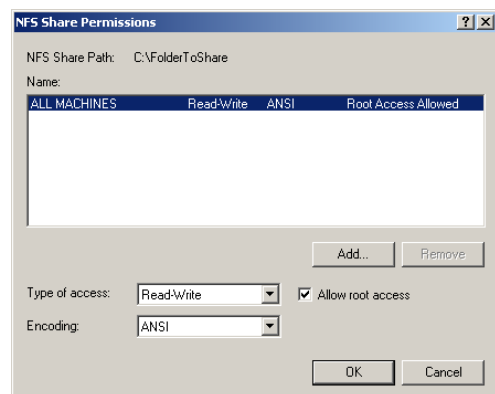 NFS Share Permissions
NFS Share Path: C:\FolderToShare
Name:
ALL MACHINES Read-Write ANSI Root Access Allowed
Add... Remove
Type of access: Read-Write Allow root access
Encoding: ANSI
OK Cancel